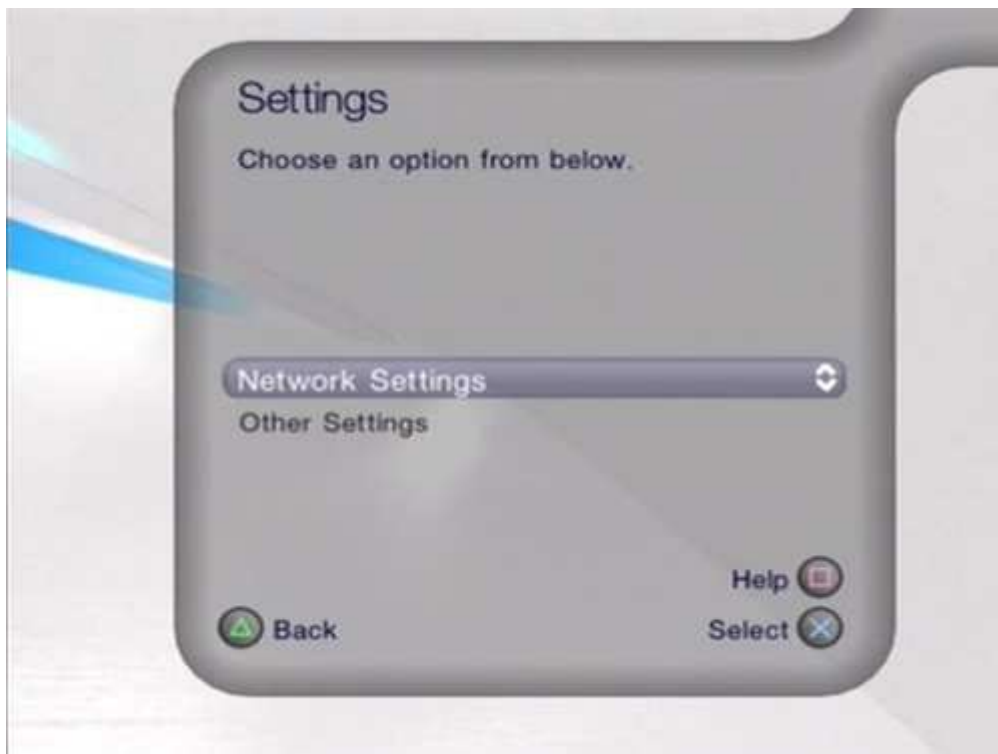 Settings
Choose an option from below.
Network Settings
Other Settings
Help
Back
Select